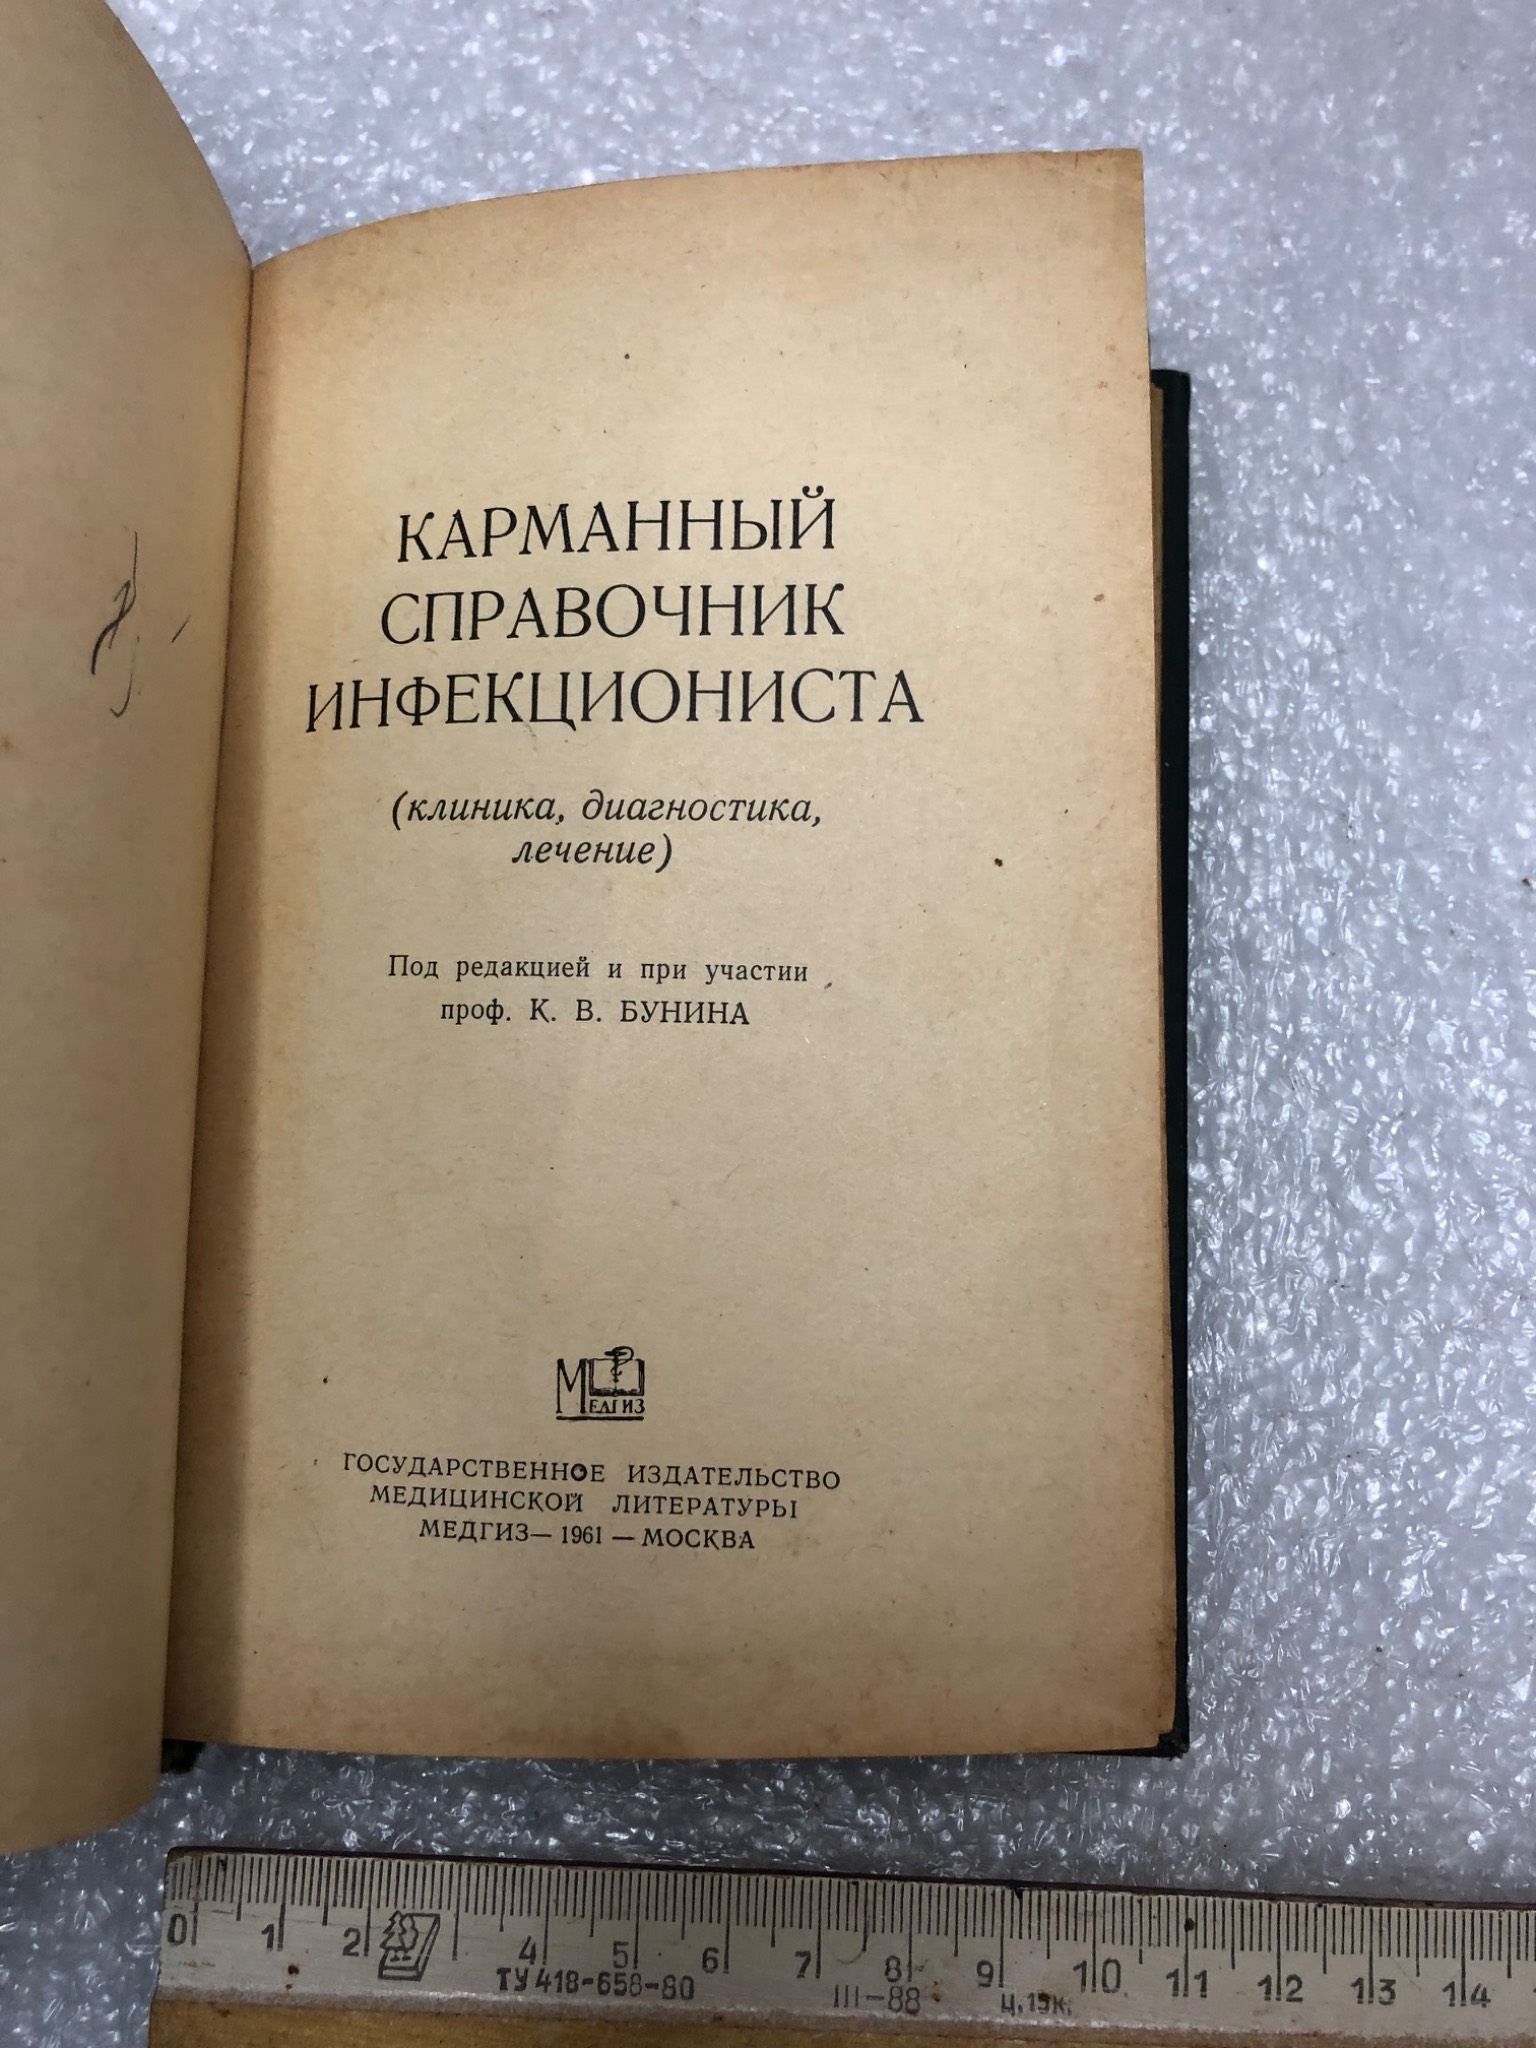 КАРМАННЫЙ
СПРАВОЧНИК
ИНФЕКЦИОНИСТА
(клиника, диагностика,
лечение)
Под редакцией и при участии
проф. К. В. БУНИНА
МЕДГИЗ
ГОСУДАРСТВЕННОЕ ИЗДАТЕЛЬСТВО
МЕДИЦИНСКОЙ ЛИТЕРАТУРЫ
МЕДГИЗ — 1961 — МОСКВА
0 1 2 4 5 6 7 8 9 10 11 12 13 14
ТУ 418-658-80
III-88
Ц. 19к.